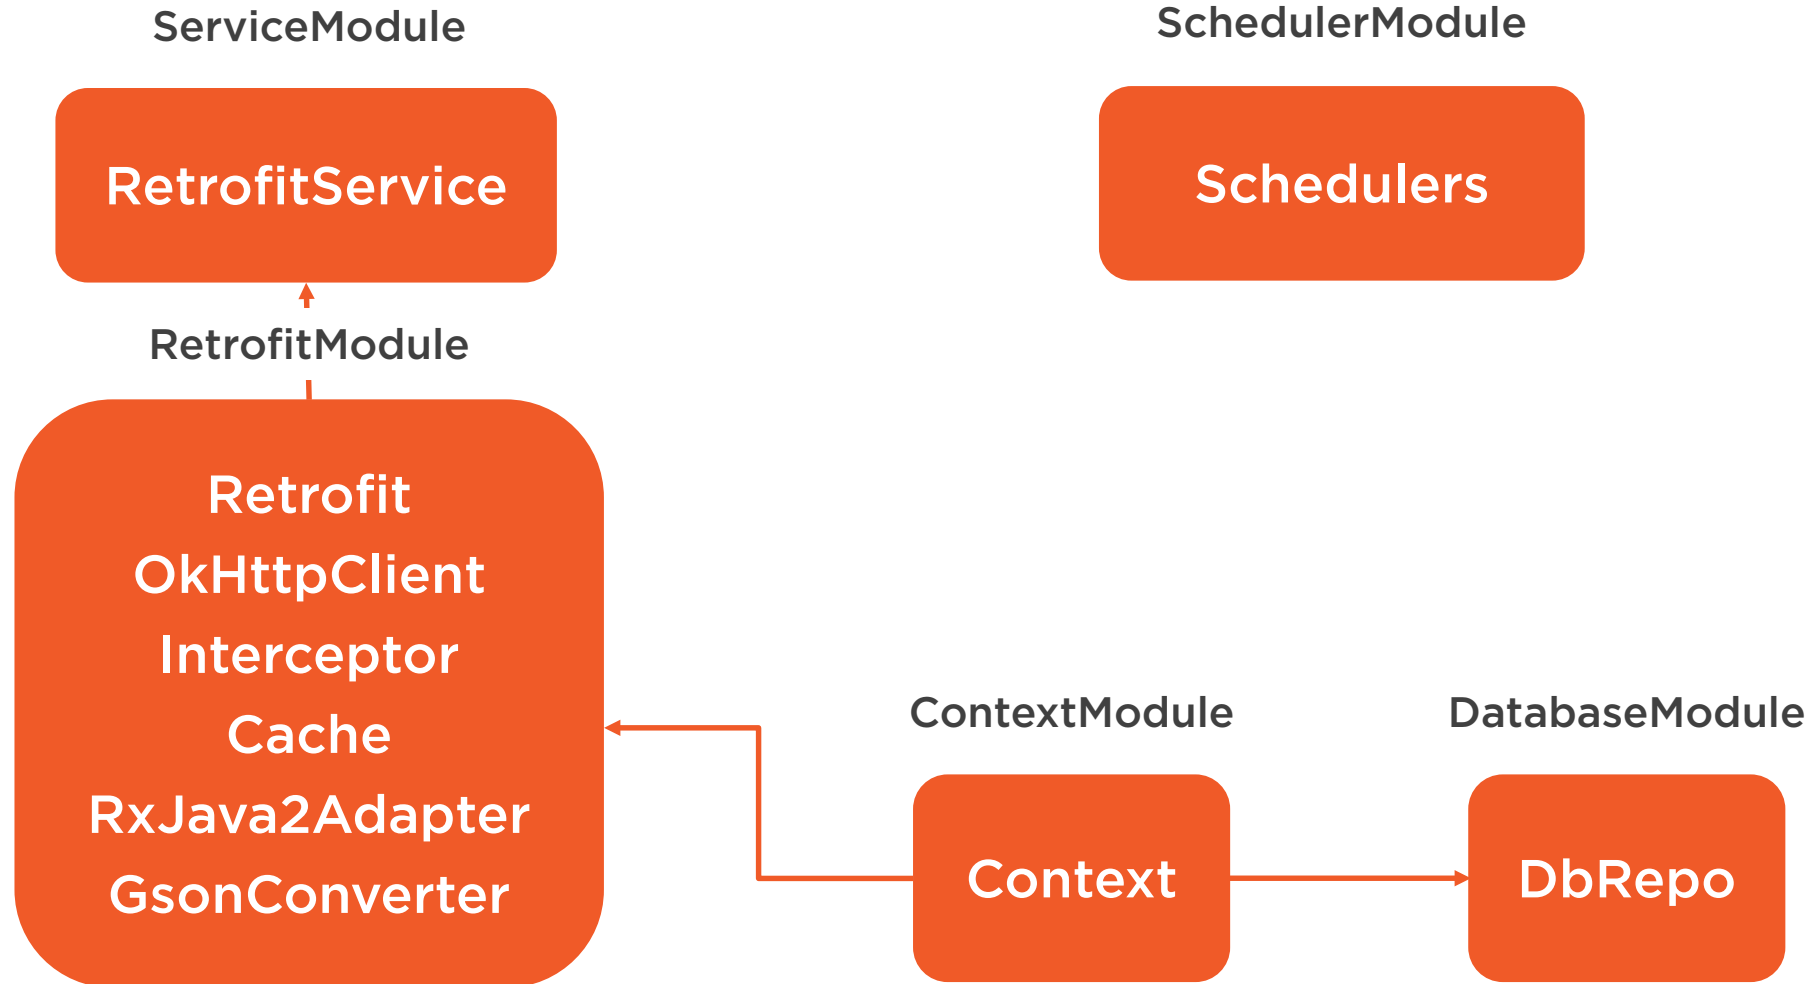 ServiceModule
SchedulerModule
RetrofitService
Schedulers
RetrofitModule
Retrofit
OkHttpClient
Interceptor
Cache
RxJava2Adapter
GsonConverter
ContextModule
DatabaseModule
Context
DbRepo